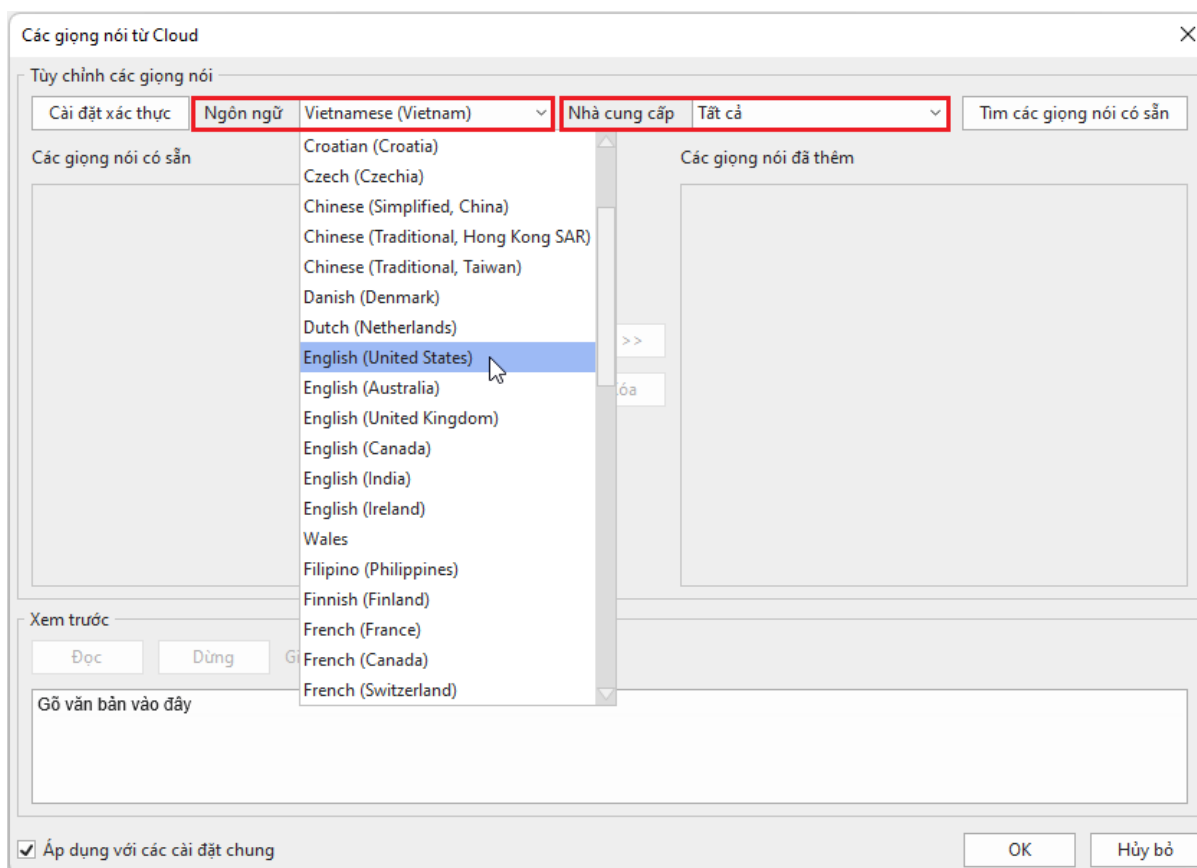 Các giọng nói từ Cloud
Tùy chỉnh các giọng nói
Cài đặt xác thực Ngôn ngữ Vietnamese (Vietnam) Nhà cung cấp Tất cả Tìm các giọng nói có sẵn
Các giọng nói có sẵn
Các giọng nói đã thêm
Croatian (Croatia)
Czech (Czechia)
Chinese (Simplified, China)
Chinese (Traditional, Hong Kong SAR)
Chinese (Traditional, Taiwan)
Danish (Denmark)
Dutch (Netherlands)
English (United States)
English (Australia)
English (United Kingdom)
English (Canada)
English (India)
English (Ireland)
Wales
Filipino (Philippines)
Finnish (Finland)
French (France)
French (Canada)
French (Switzerland)
>>
Xem trước
Đọc Dừng
Gõ văn bản vào đây
Áp dụng với các cài đặt chung
OK Hủy bỏ